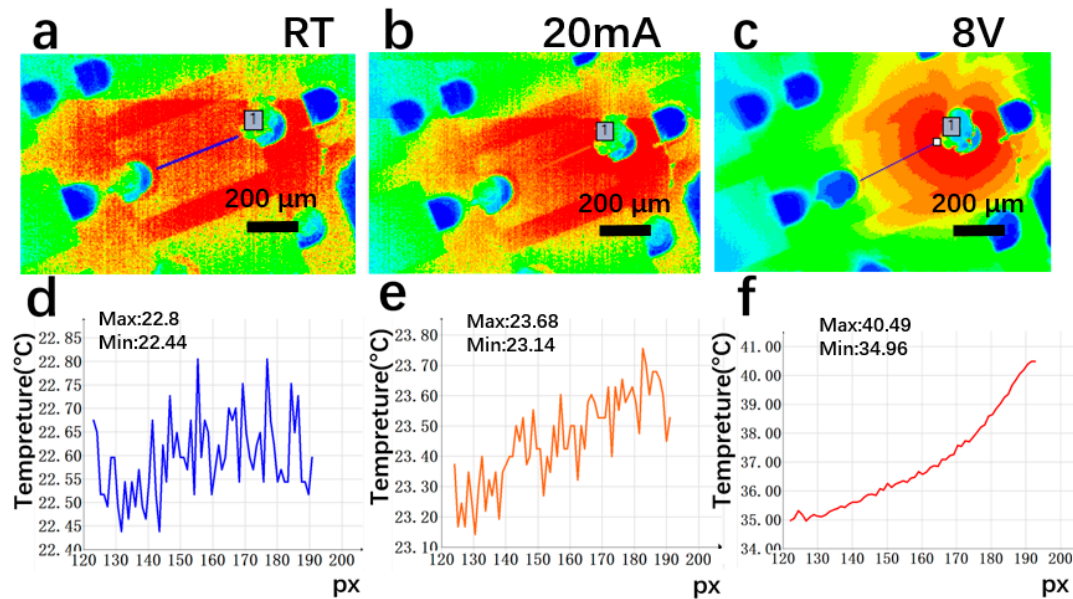 a RT
b 20mA
c 8V
1
200 μm
1
200 μm
1
200 μm
d
Max:22.8
Min:22.44
Tempreture(°C)
22.85
22.80
22.75
22.70
22.65
22.60
22.55
22.50
22.45
22.40
120 130 140 150 160 170 180 190 200
px
e
Max:23.68
Min:23.14
Tempreture(°C)
23.80
23.70
23.60
23.50
23.40
23.30
23.20
23.10
120 130 140 150 160 170 180 190 200
px
f
Max:40.49
Min:34.96
Tempreture(°C)
41.00
40.00
39.00
38.00
37.00
36.00
35.00
34.00
120 130 140 150 160 170 180 190 200
px